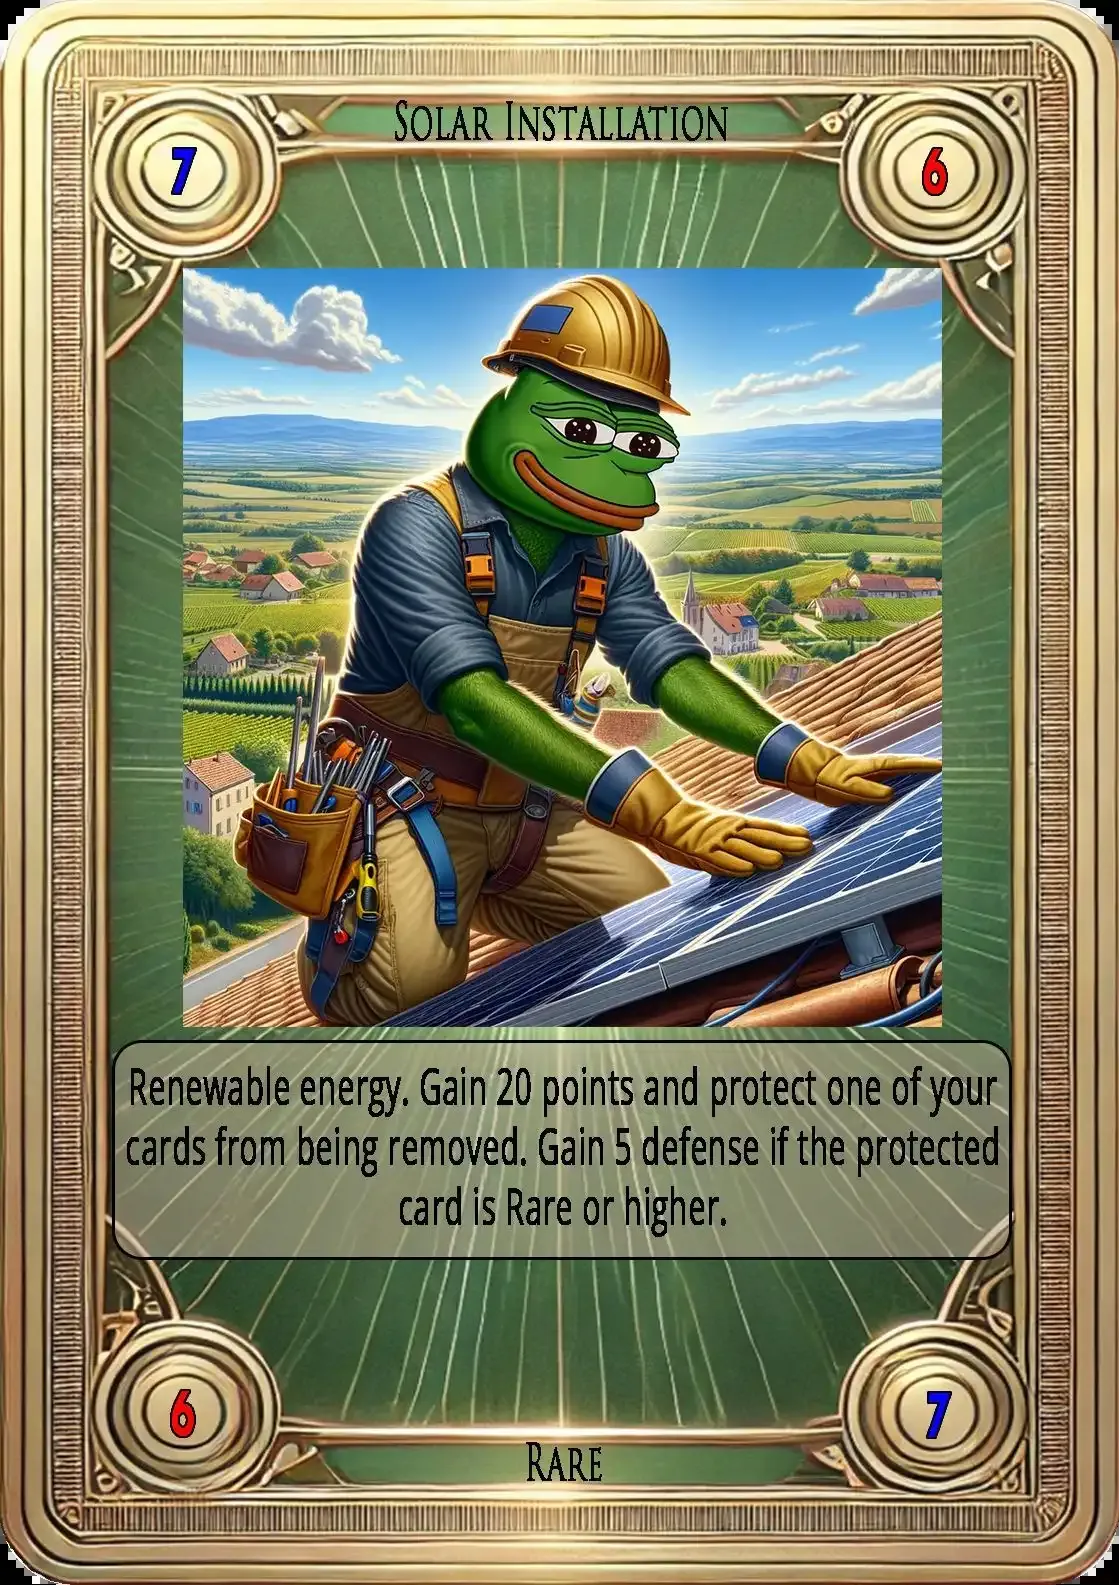 Solar Installation
7
6
Renewable energy. Gain 20 points and protect one of your
cards from being removed. Gain 5 defense if the protected
card is Rare or higher.
6
7
Rare